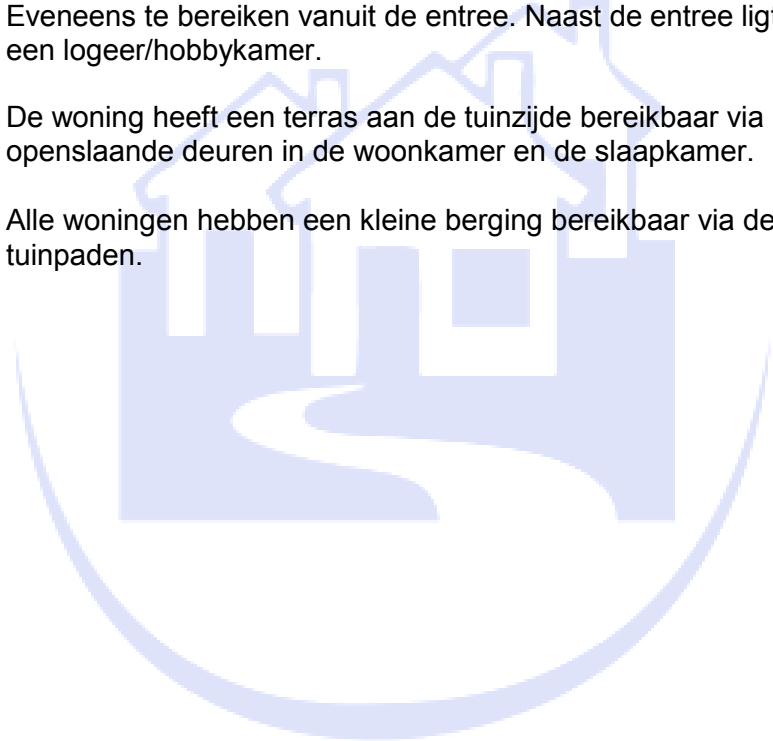 Eveneens te bereiken vanuit de entree. Naast de entree ligt
een logeer/hobbykamer.
De woning heeft een terras aan de tuinzijde bereikbaar via
openslaande deuren in de woonkamer en de slaapkamer.
Alle woningen hebben een kleine berging bereikbaar via de
tuinpaden.